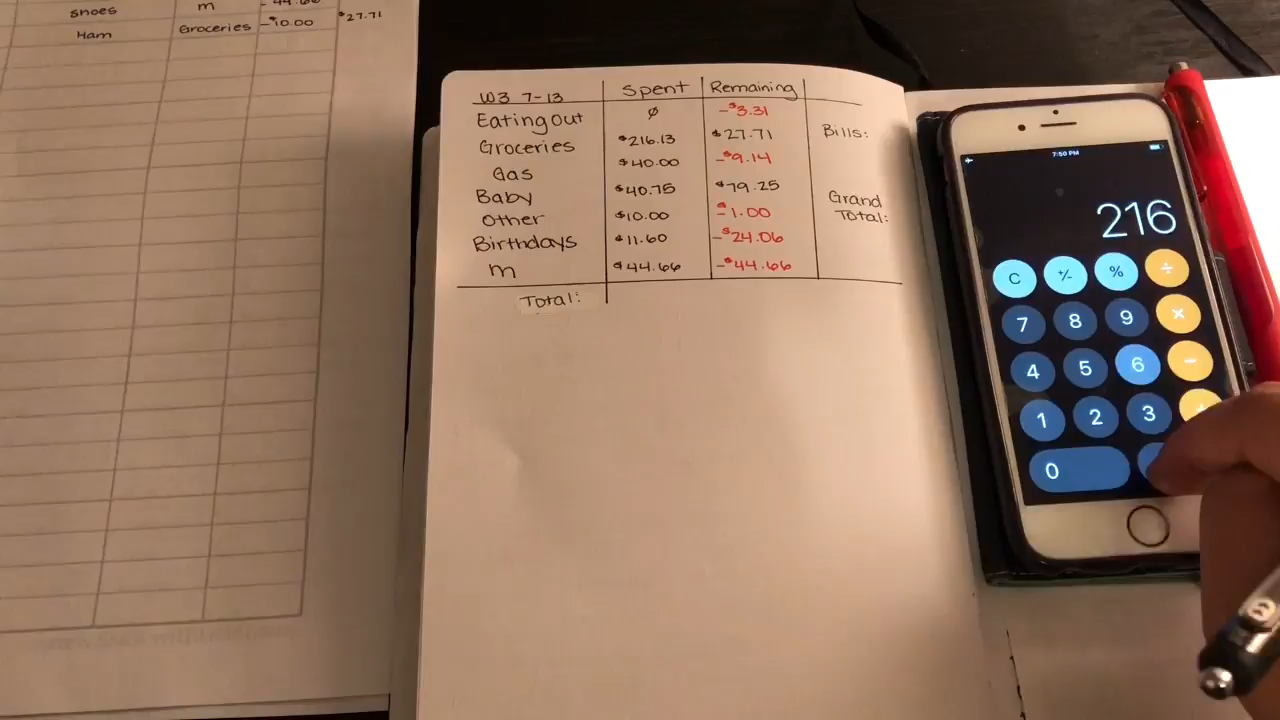 shoes m
Ham Groceries -$10.00 $27.71
W3 7-13 Spent Remaining
Eating Out ∅ -$3.31
Groceries $216.13 $27.71 Bills:
Gas $40.00 -$9.14
Baby $40.75 $79.25 Grand
Other $10.00 -$1.00 Total:
Birthdays $11.60 -$24.06
m $44.66 -$44.66
Total:
7:50 PM
216
C +/- % ÷
7 8 9 ×
4 5 6 −
1 2 3 +
0